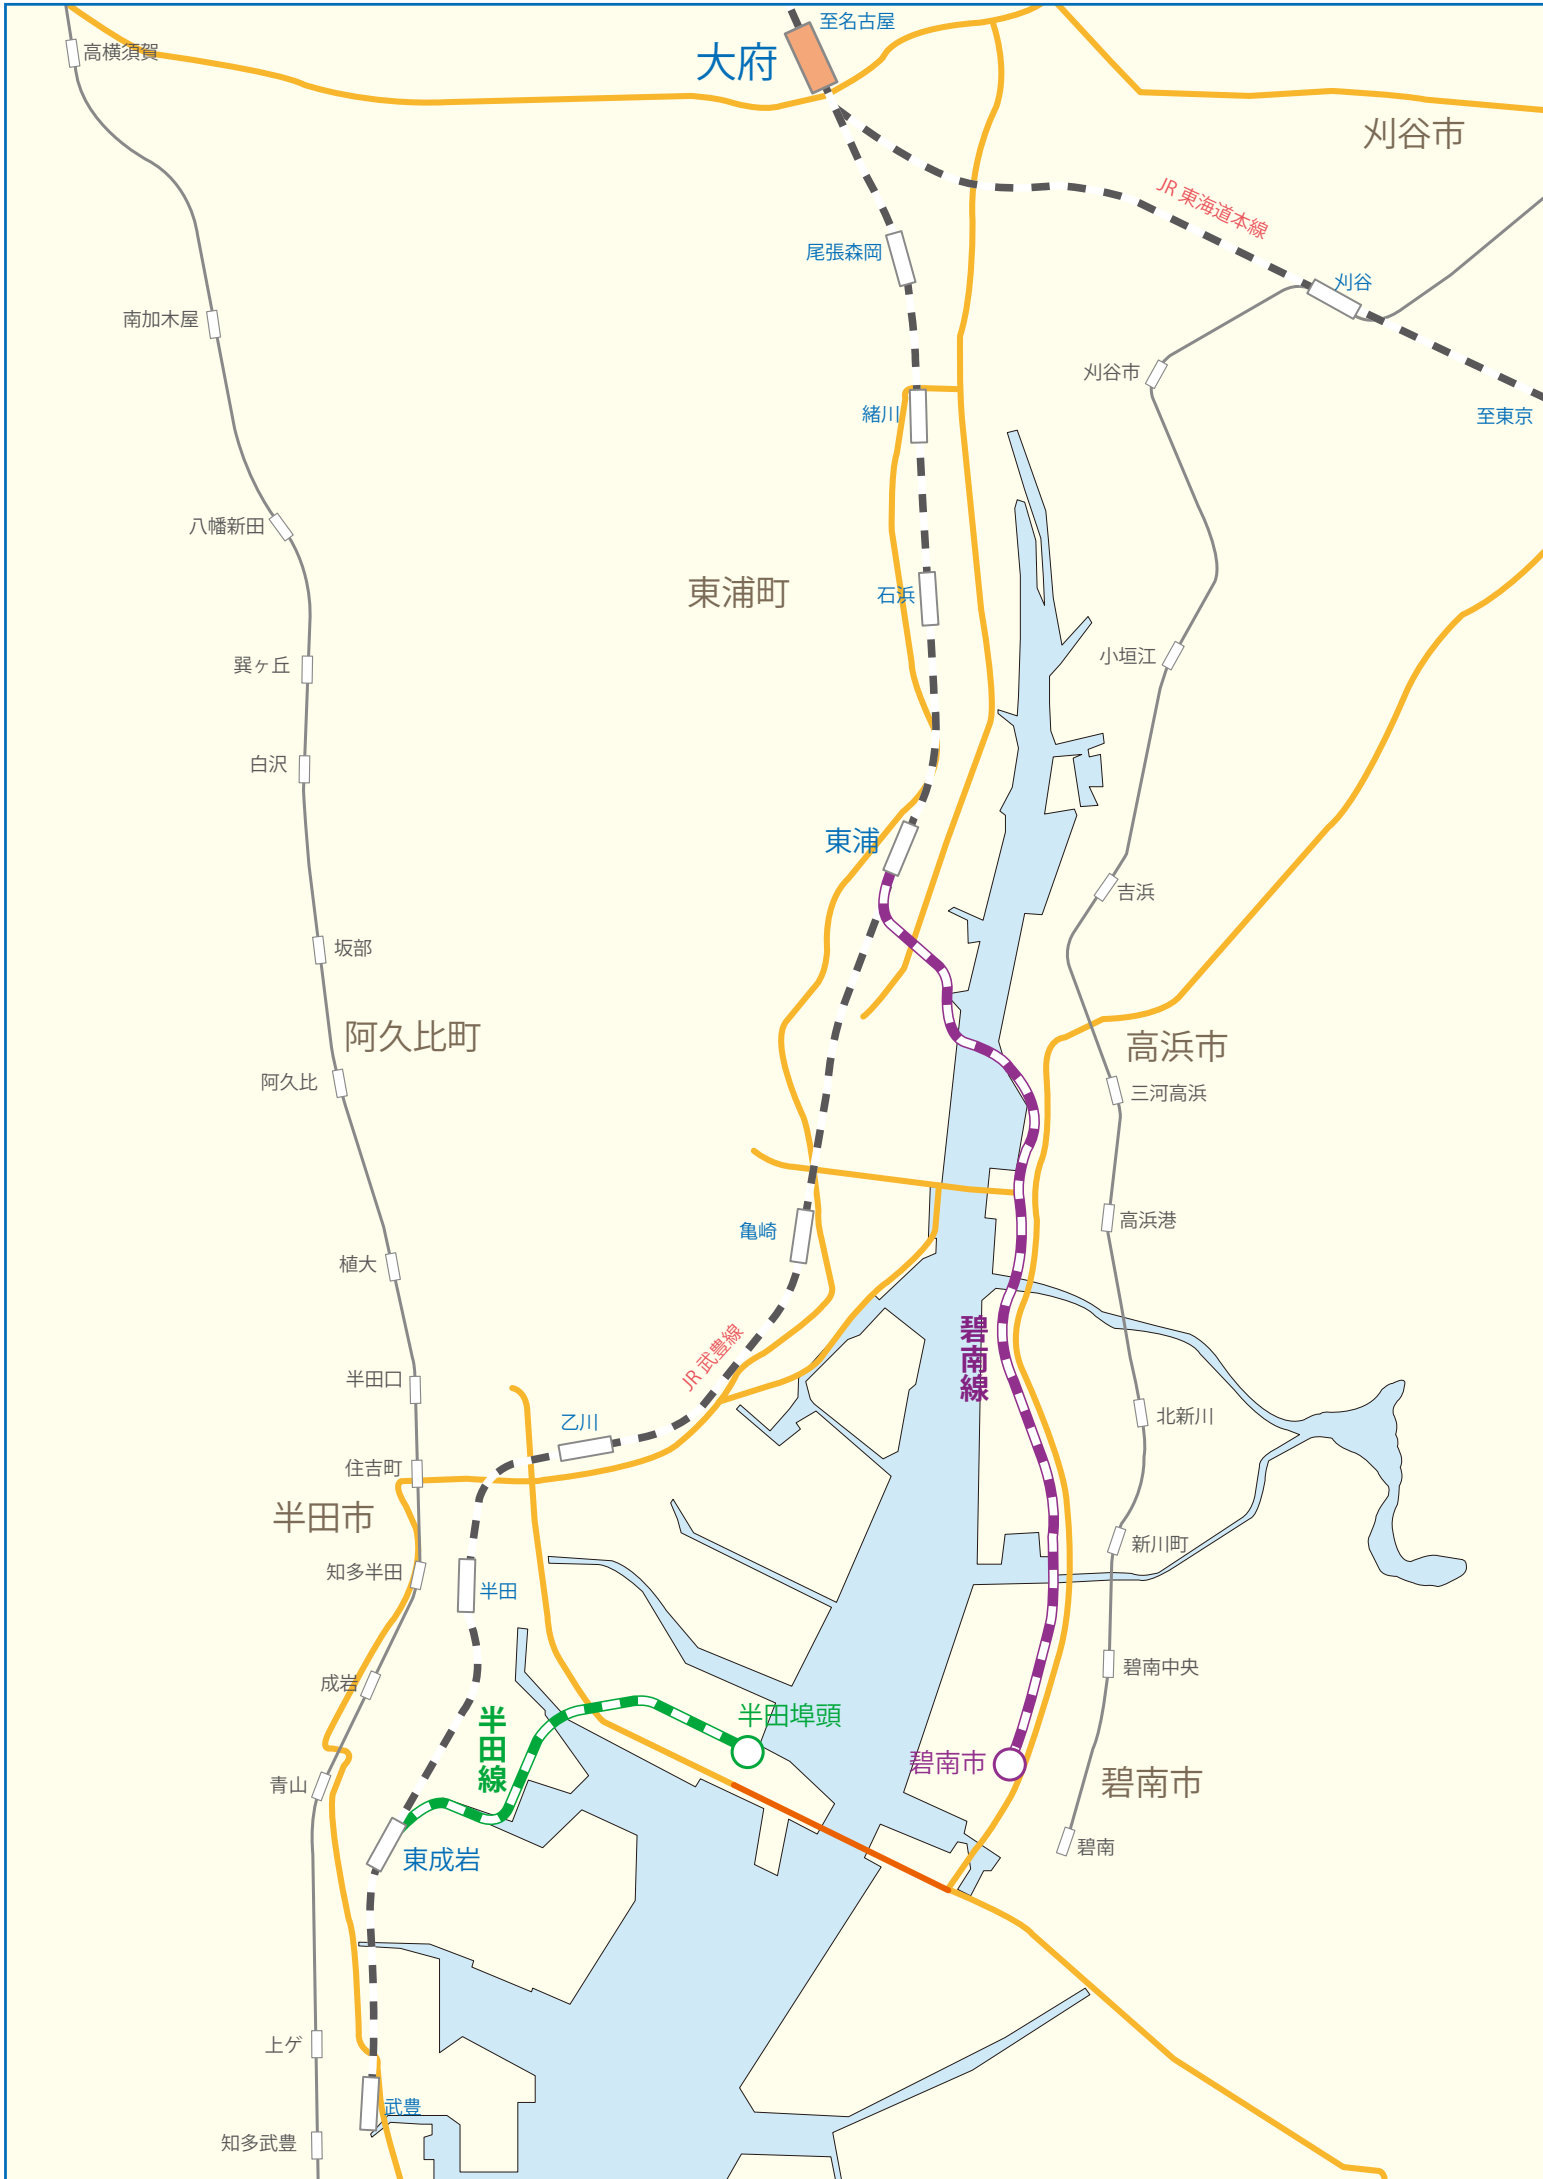 至名古屋
大府
高横須賀
刈谷市
JR 東海道本線
尾張森岡
刈谷
南加木屋
刈谷市
緒川
至東京
八幡新田
東浦町
石浜
小垣江
巽ヶ丘
白沢
東浦
吉浜
坂部
阿久比町
高浜市
阿久比
三河高浜
高浜港
亀崎
植大
碧南線
JR 武豊線
半田口
乙川
北新川
住吉町
半田市
知多半田
半田
新川町
碧南中央
成岩
半田線
半田埠頭
碧南市
碧南市
青山
碧南
東成岩
上ゲ
武豊
知多武豊